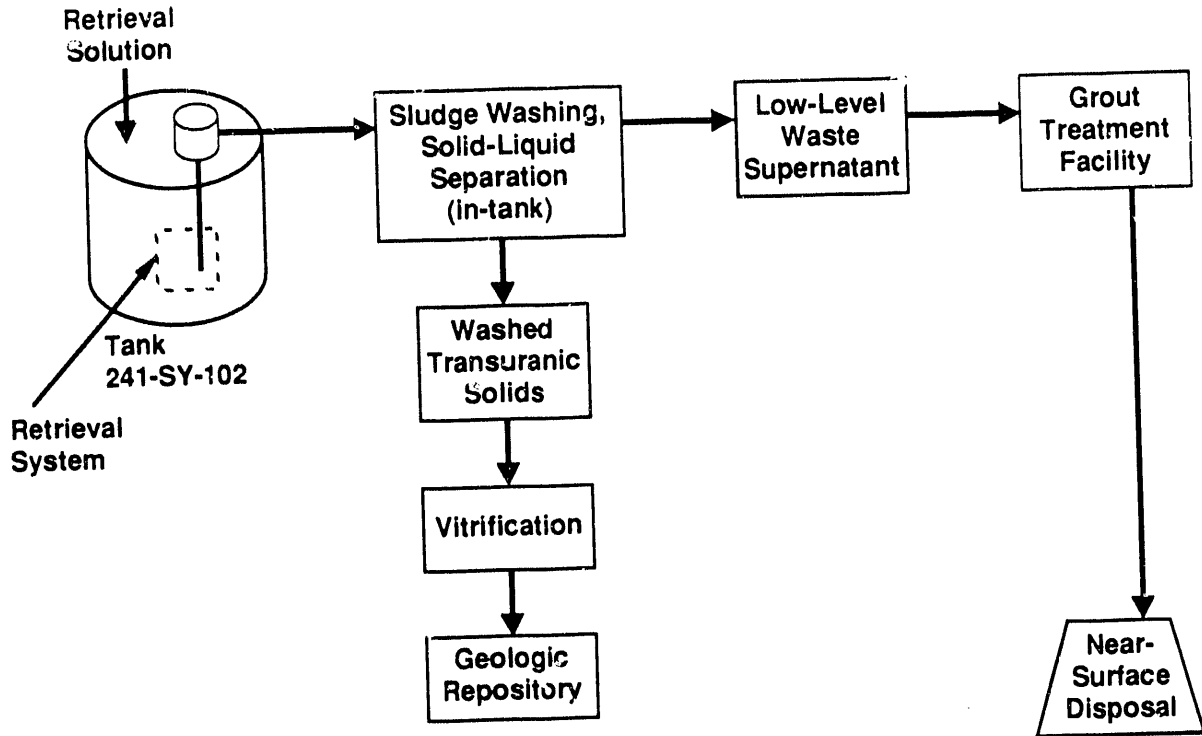 Retrieval
Solution
Sludge Washing,
Solid-Liquid
Separation
(in-tank)
Low-Level
Waste
Supernatant
Grout
Treatment
Facility
Tank
241-SY-102
Retrieval
System
Washed
Transuranic
Solids
Vitrification
Geologic
Repository
Near-
Surface
Disposal